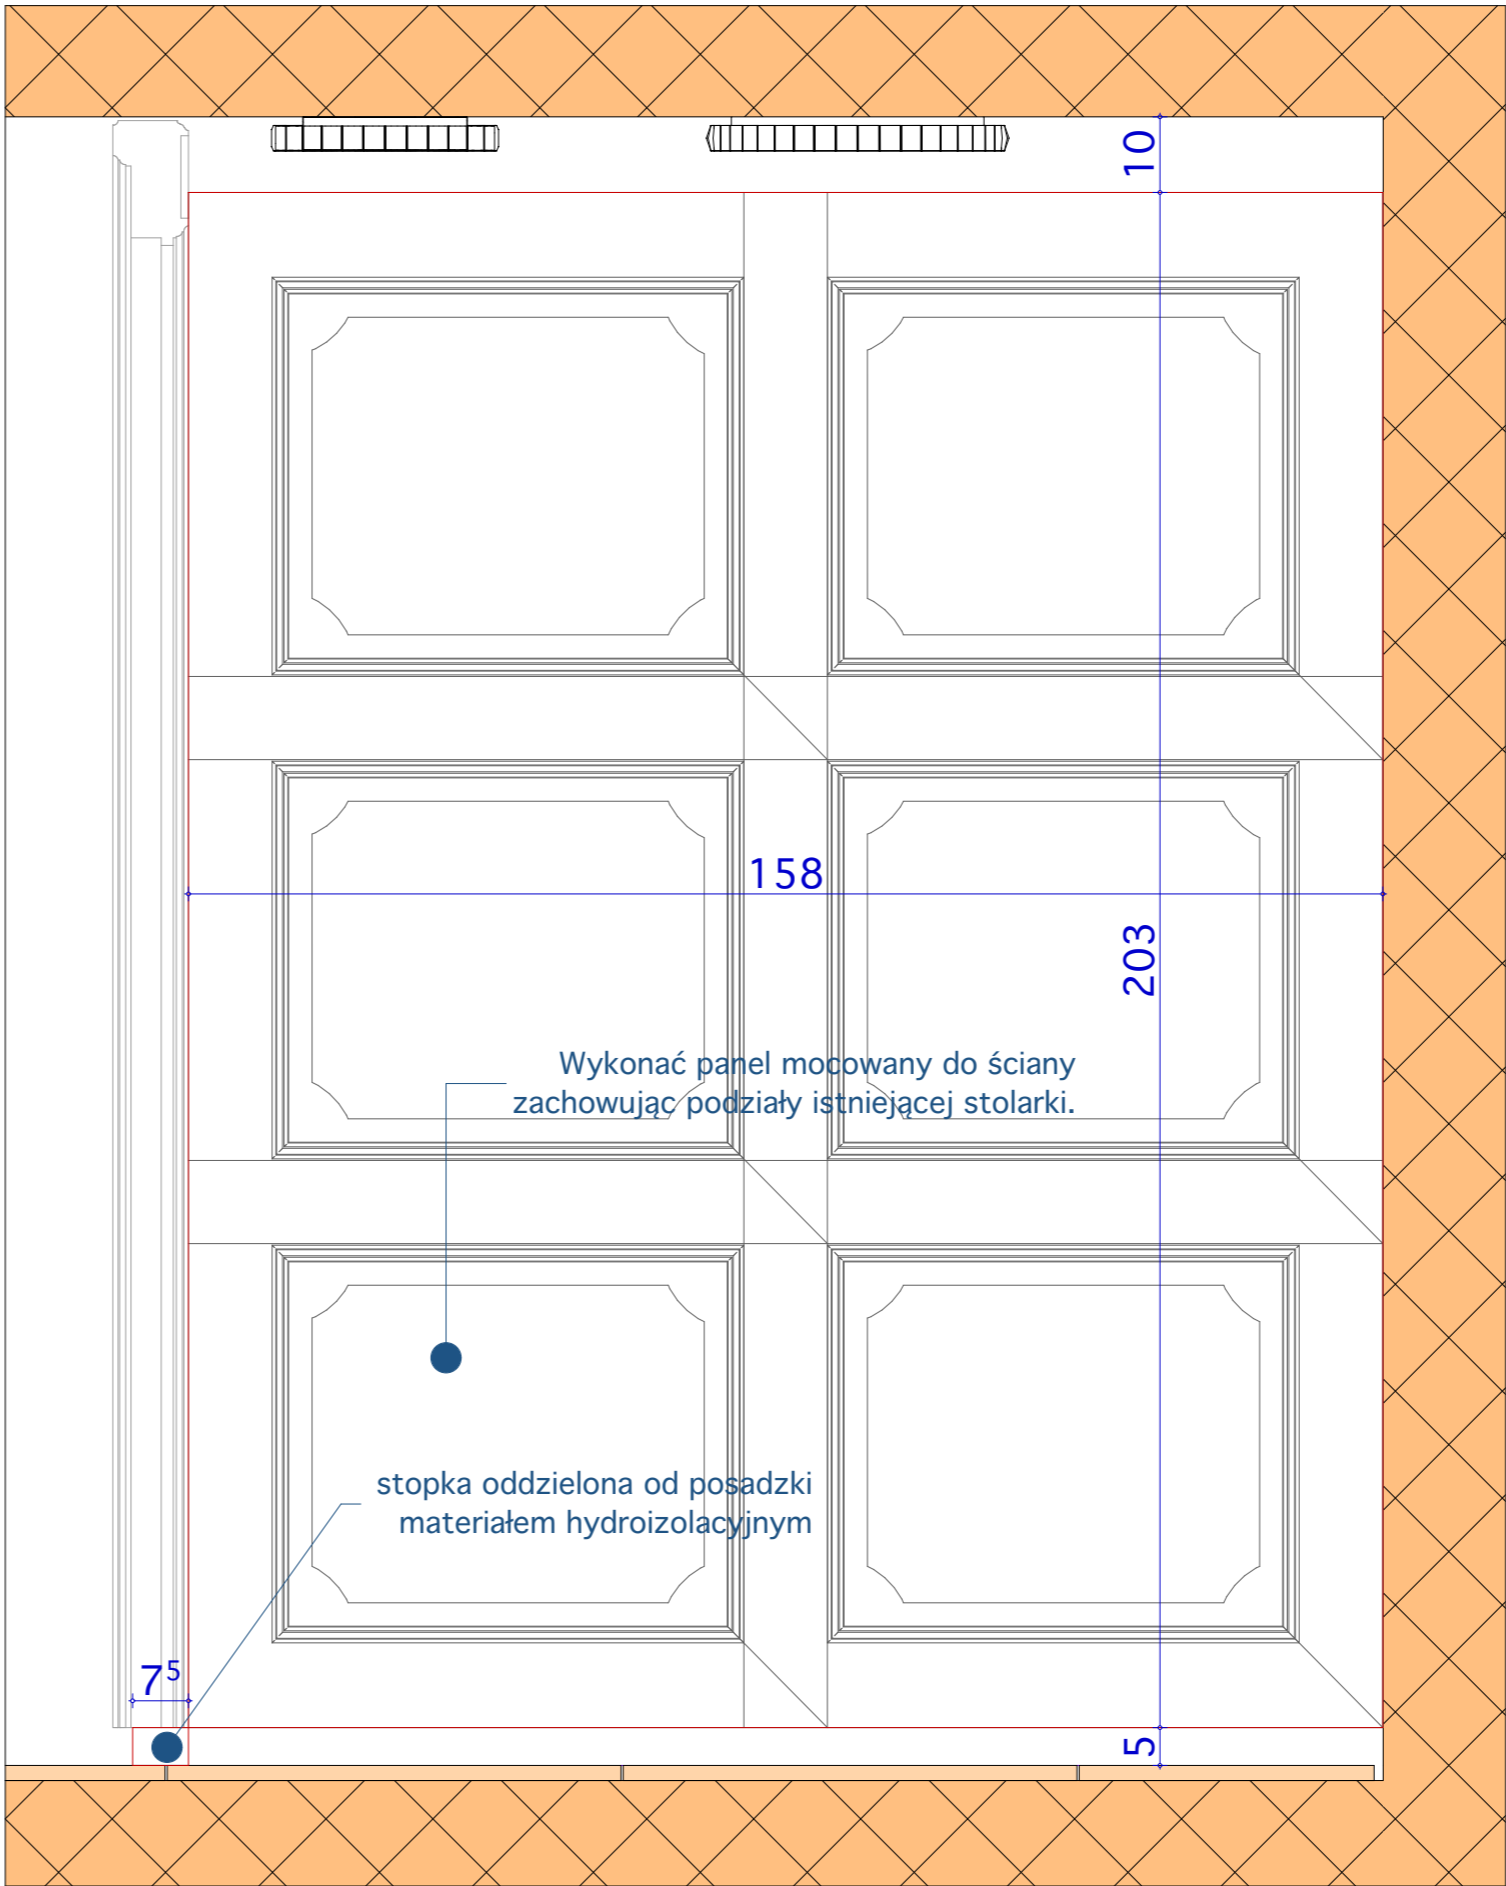 10
158
203
Wykonać panel mocowany do ściany
zachowując podziały istniejącej stolarki.
stopka oddzielona od posadzki
materiałem hydroizolacyjnym
7⁵
5